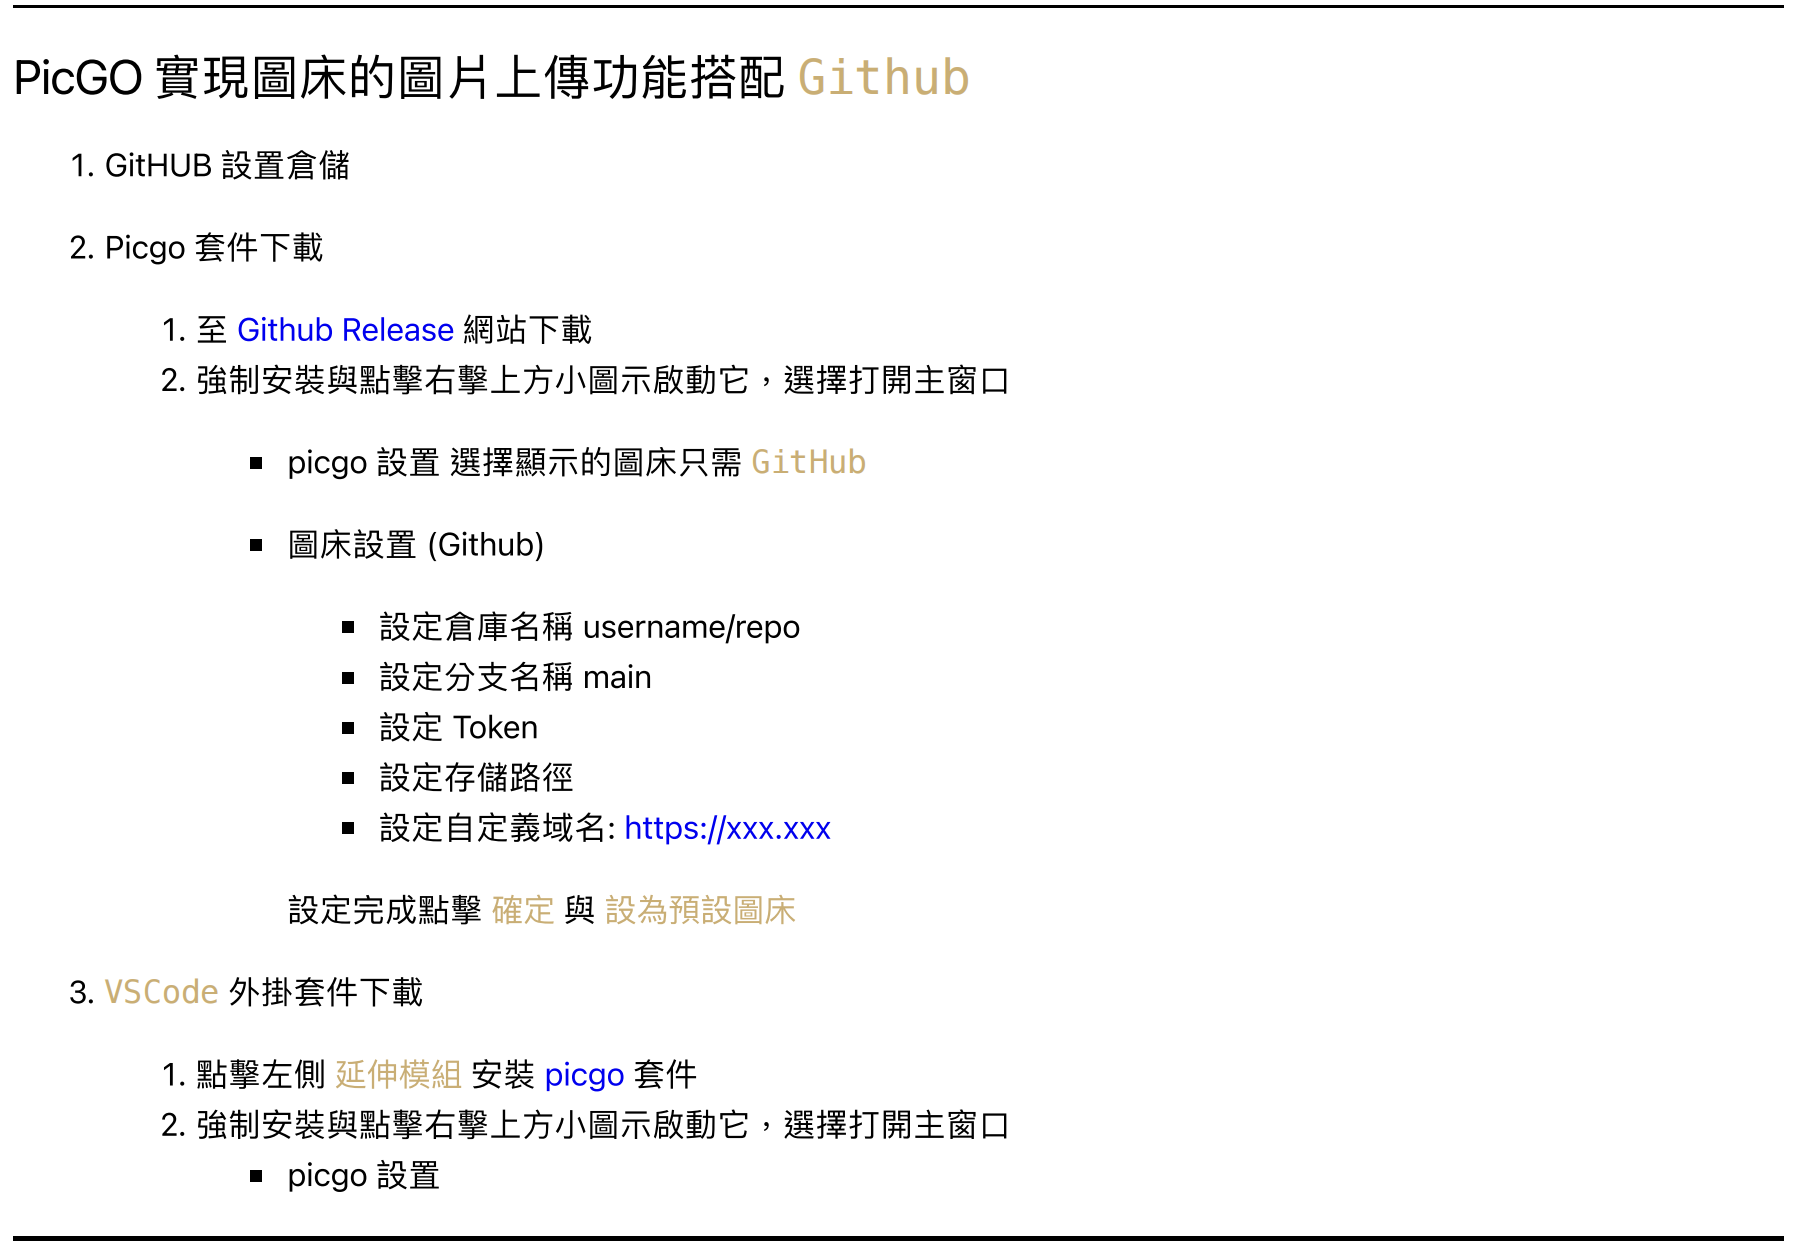 PicGO 實現圖床的圖片上傳功能搭配 Github
1. GitHUB 設置倉儲
2. Picgo 套件下載
1. 至 Github Release 網站下載
2. 強制安裝與點擊右擊上方小圖示啟動它，選擇打開主窗口
▪ picgo 設置 選擇顯示的圖床只需 GitHub
▪ 圖床設置 (Github)
▪ 設定倉庫名稱 username/repo
▪ 設定分支名稱 main
▪ 設定 Token
▪ 設定存儲路徑
▪ 設定自定義域名: https://xxx.xxx
設定完成點擊 確定 與 設為預設圖床
3. VSCode 外掛套件下載
1. 點擊左側 延伸模組 安裝 picgo 套件
2. 強制安裝與點擊右擊上方小圖示啟動它，選擇打開主窗口
▪ picgo 設置